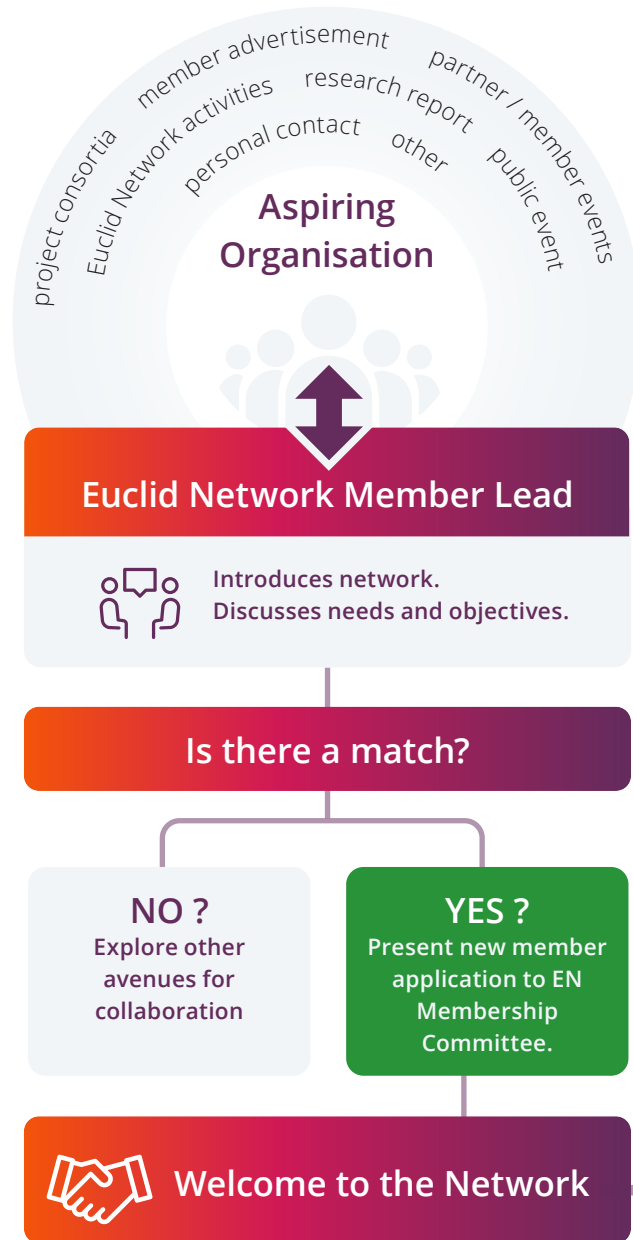 project consortia
member advertisement
partner / member events
Euclid Network activities
research report
public event
personal contact
other
Aspiring
Organisation
Euclid Network Member Lead
Introduces network.
Discusses needs and objectives.
Is there a match?
NO ?
Explore other
avenues for
collaboration
YES ?
Present new member
application to EN
Membership
Committee.
Welcome to the Network